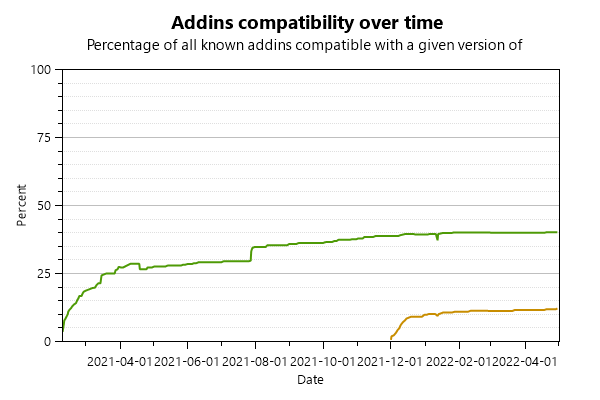 Addins compatibility over time
Percentage of all known addins compatible with a given version of
100
75
50
25
0
Percent
2021-04-01 2021-06-01 2021-08-01 2021-10-01 2021-12-01 2022-02-01 2022-04-01
Date